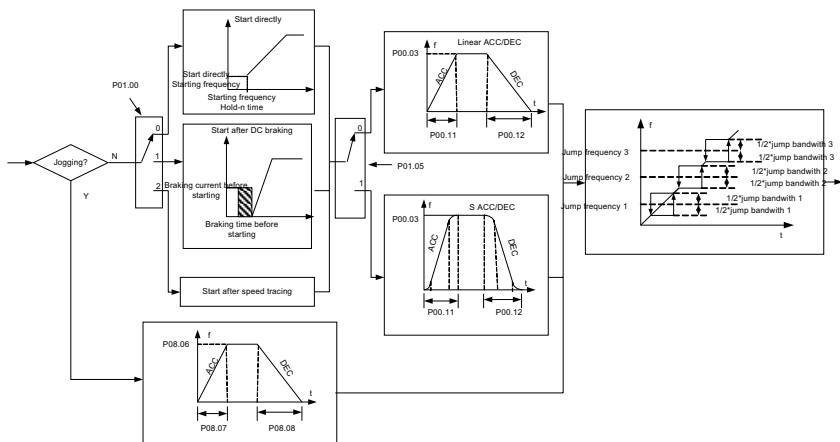 Jogging?
N
Y
P01.00
0
1
2
Start directly
Start directly
Starting frequency
Starting frequency
Hold-n time
Start after DC braking
Braking current before
starting
Braking time before
starting
Start after speed tracing
0
1
P01.05
Linear ACC/DEC
f
P00.03
ACC
DEC
t
P00.11
P00.12
S ACC/DEC
f
P00.03
ACC
DEC
t
P00.11
P00.12
P08.06
f
ACC
DEC
t
P08.07
P08.08
f
Jump frequency 3
Jump frequency 2
Jump frequency 1
1/2*jump bandwith 3
1/2*jump bandwith 3
1/2*jump bandwith 2
1/2*jump bandwith 2
1/2*jump bandwith 1
1/2*jump bandwith 1
t